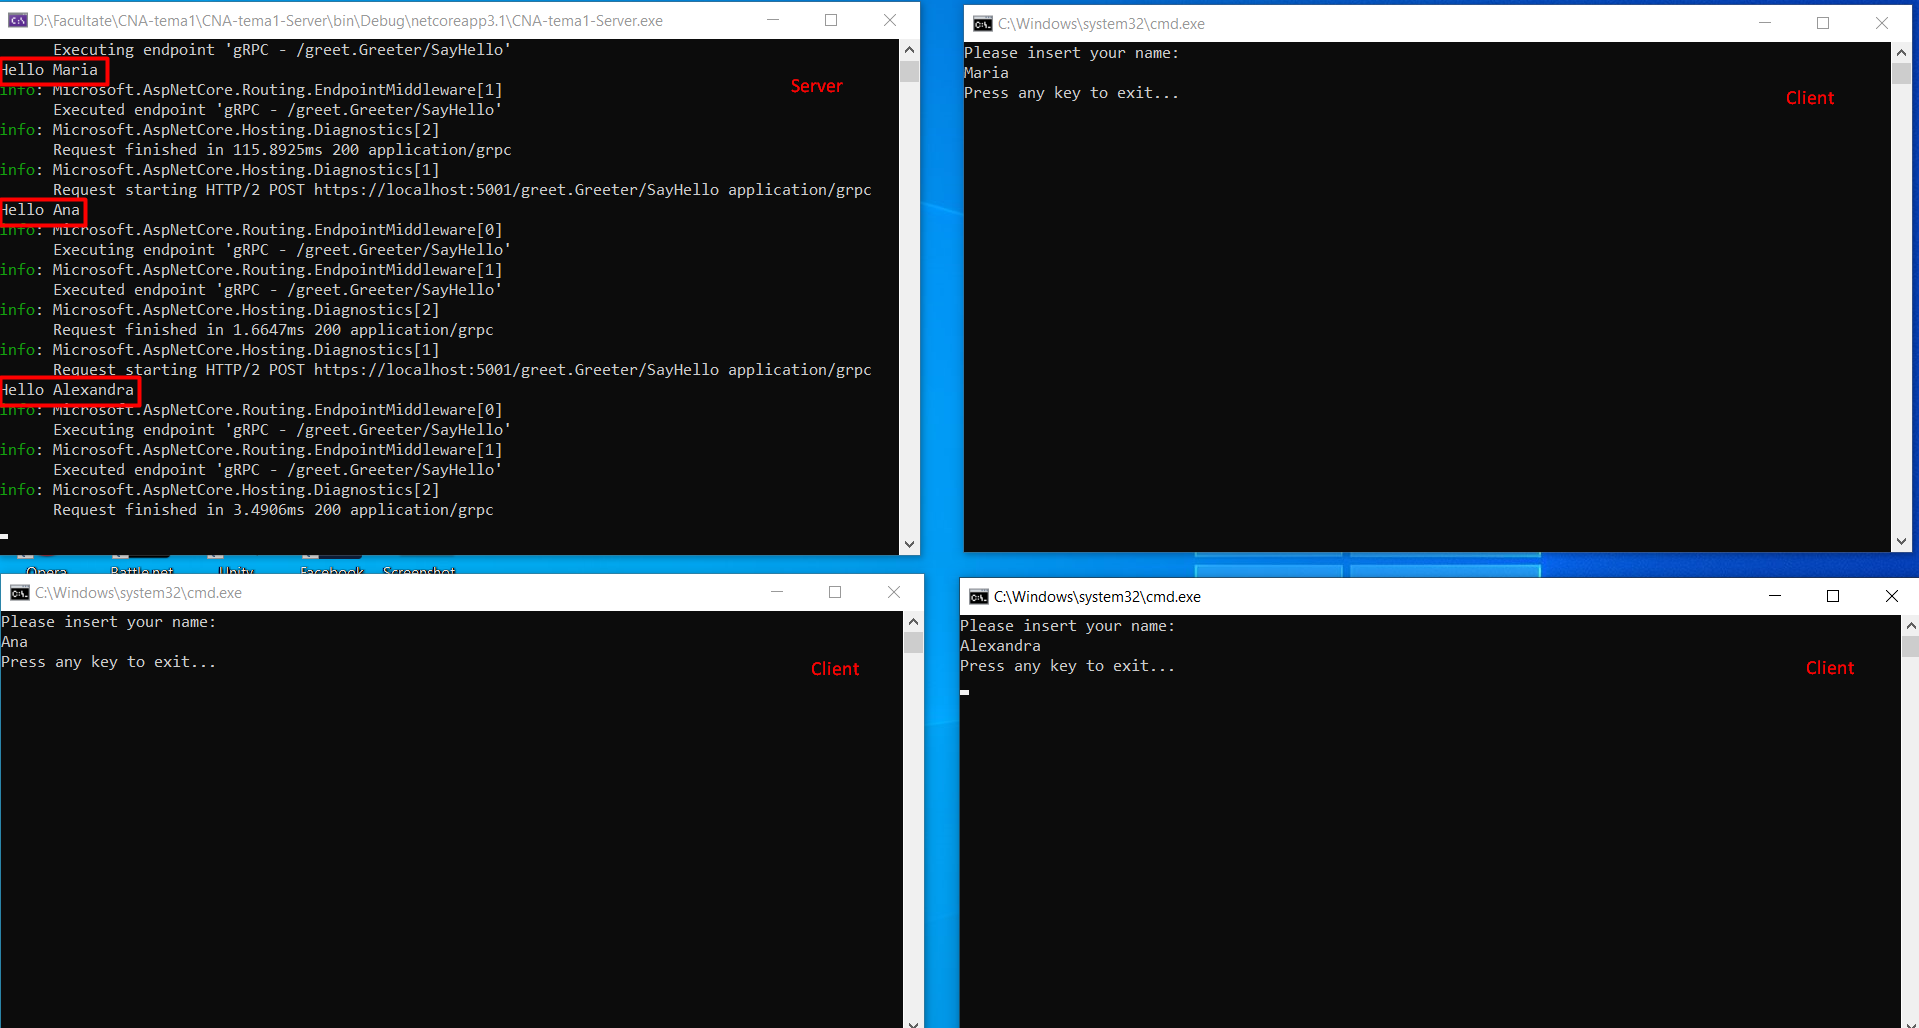 D:\Facultate\CNA-tema1\CNA-tema1-Server\bin\Debug\netcoreapp3.1\CNA-tema1-Server.exe
Executing endpoint 'gRPC - /greet.Greeter/SayHello'
Hello Maria
info: Microsoft.AspNetCore.Routing.EndpointMiddleware[1]
Executed endpoint 'gRPC - /greet.Greeter/SayHello'
info: Microsoft.AspNetCore.Hosting.Diagnostics[2]
Request finished in 115.8925ms 200 application/grpc
info: Microsoft.AspNetCore.Hosting.Diagnostics[1]
Request starting HTTP/2 POST https://localhost:5001/greet.Greeter/SayHello application/grpc
Hello Ana
info: Microsoft.AspNetCore.Routing.EndpointMiddleware[0]
Executing endpoint 'gRPC - /greet.Greeter/SayHello'
info: Microsoft.AspNetCore.Routing.EndpointMiddleware[1]
Executed endpoint 'gRPC - /greet.Greeter/SayHello'
info: Microsoft.AspNetCore.Hosting.Diagnostics[2]
Request finished in 1.6647ms 200 application/grpc
info: Microsoft.AspNetCore.Hosting.Diagnostics[1]
Request starting HTTP/2 POST https://localhost:5001/greet.Greeter/SayHello application/grpc
Hello Alexandra
info: Microsoft.AspNetCore.Routing.EndpointMiddleware[0]
Executing endpoint 'gRPC - /greet.Greeter/SayHello'
info: Microsoft.AspNetCore.Routing.EndpointMiddleware[1]
Executed endpoint 'gRPC - /greet.Greeter/SayHello'
info: Microsoft.AspNetCore.Hosting.Diagnostics[2]
Request finished in 3.4906ms 200 application/grpc
Server
C:\Windows\system32\cmd.exe
Please insert your name:
Maria
Press any key to exit...
Client
Opera Battle.net Unity Facebook Screenshot
C:\Windows\system32\cmd.exe
Please insert your name:
Ana
Press any key to exit...
Client
C:\Windows\system32\cmd.exe
Please insert your name:
Alexandra
Press any key to exit...
Client